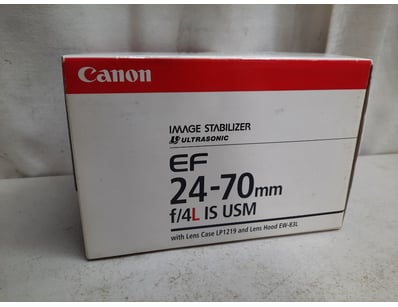 Canon
IMAGE STABILIZER
ULTRASONIC
EF
24-70mm
f/4L IS USM
with Lens Case LP1219 and Lens Hood EW-83L